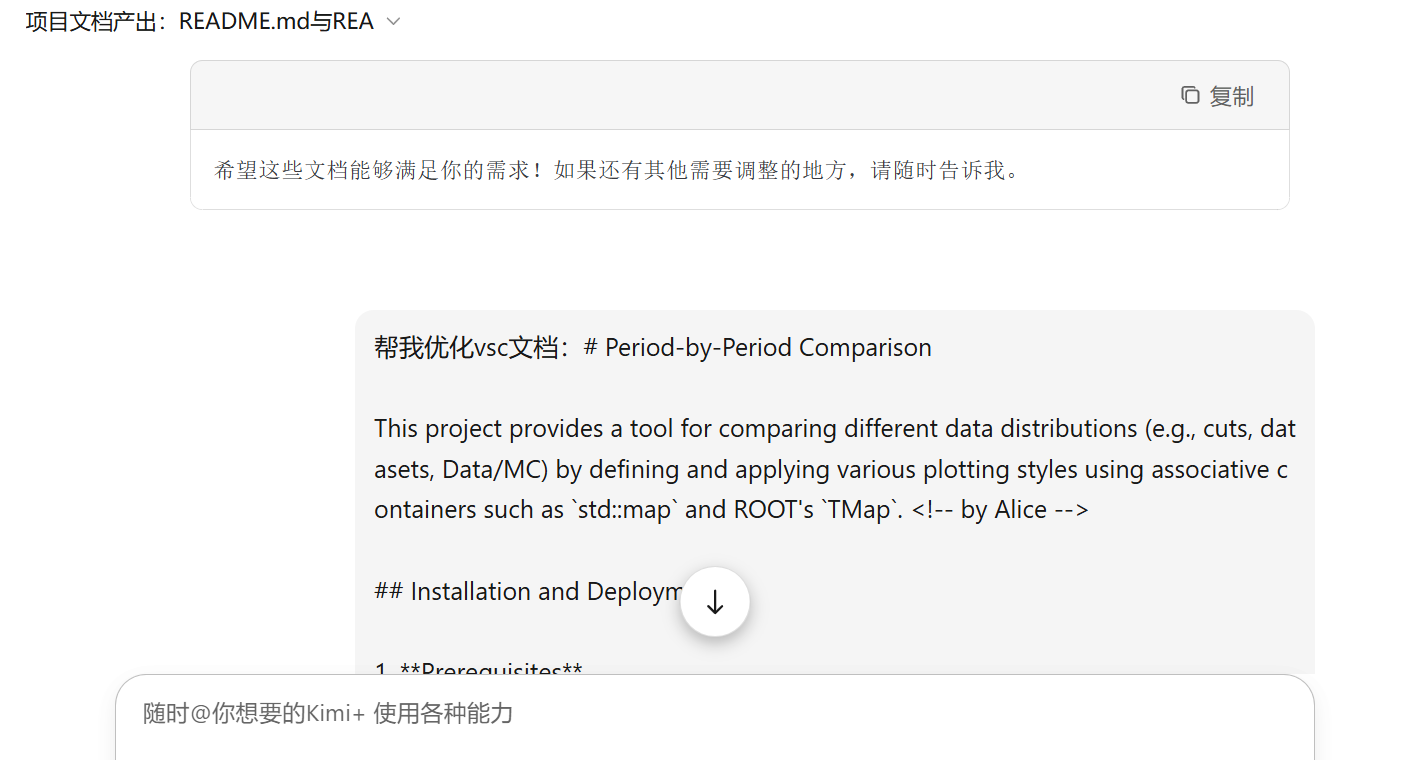 项目文档产出：README.md与REA
复制
希望这些文档能够满足你的需求！如果还有其他需要调整的地方，请随时告诉我。
帮我优化vsc文档：# Period-by-Period Comparison
This project provides a tool for comparing different data distributions (e.g., cuts, dat
asets, Data/MC) by defining and applying various plotting styles using associative c
ontainers such as `std::map` and ROOT's `TMap`. <!-- by Alice -->
## Installation and Deploym
1. **Prerequisites**
随时@你想要的Kimi+ 使用各种能力